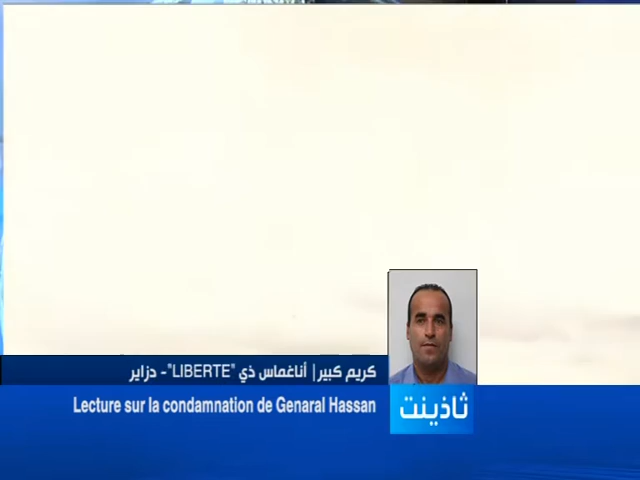 كريم كبير| أناغماس ذي "LIBERTE"- دزاير
Lecture sur la condamnation de Genaral Hassan
ثاذينت